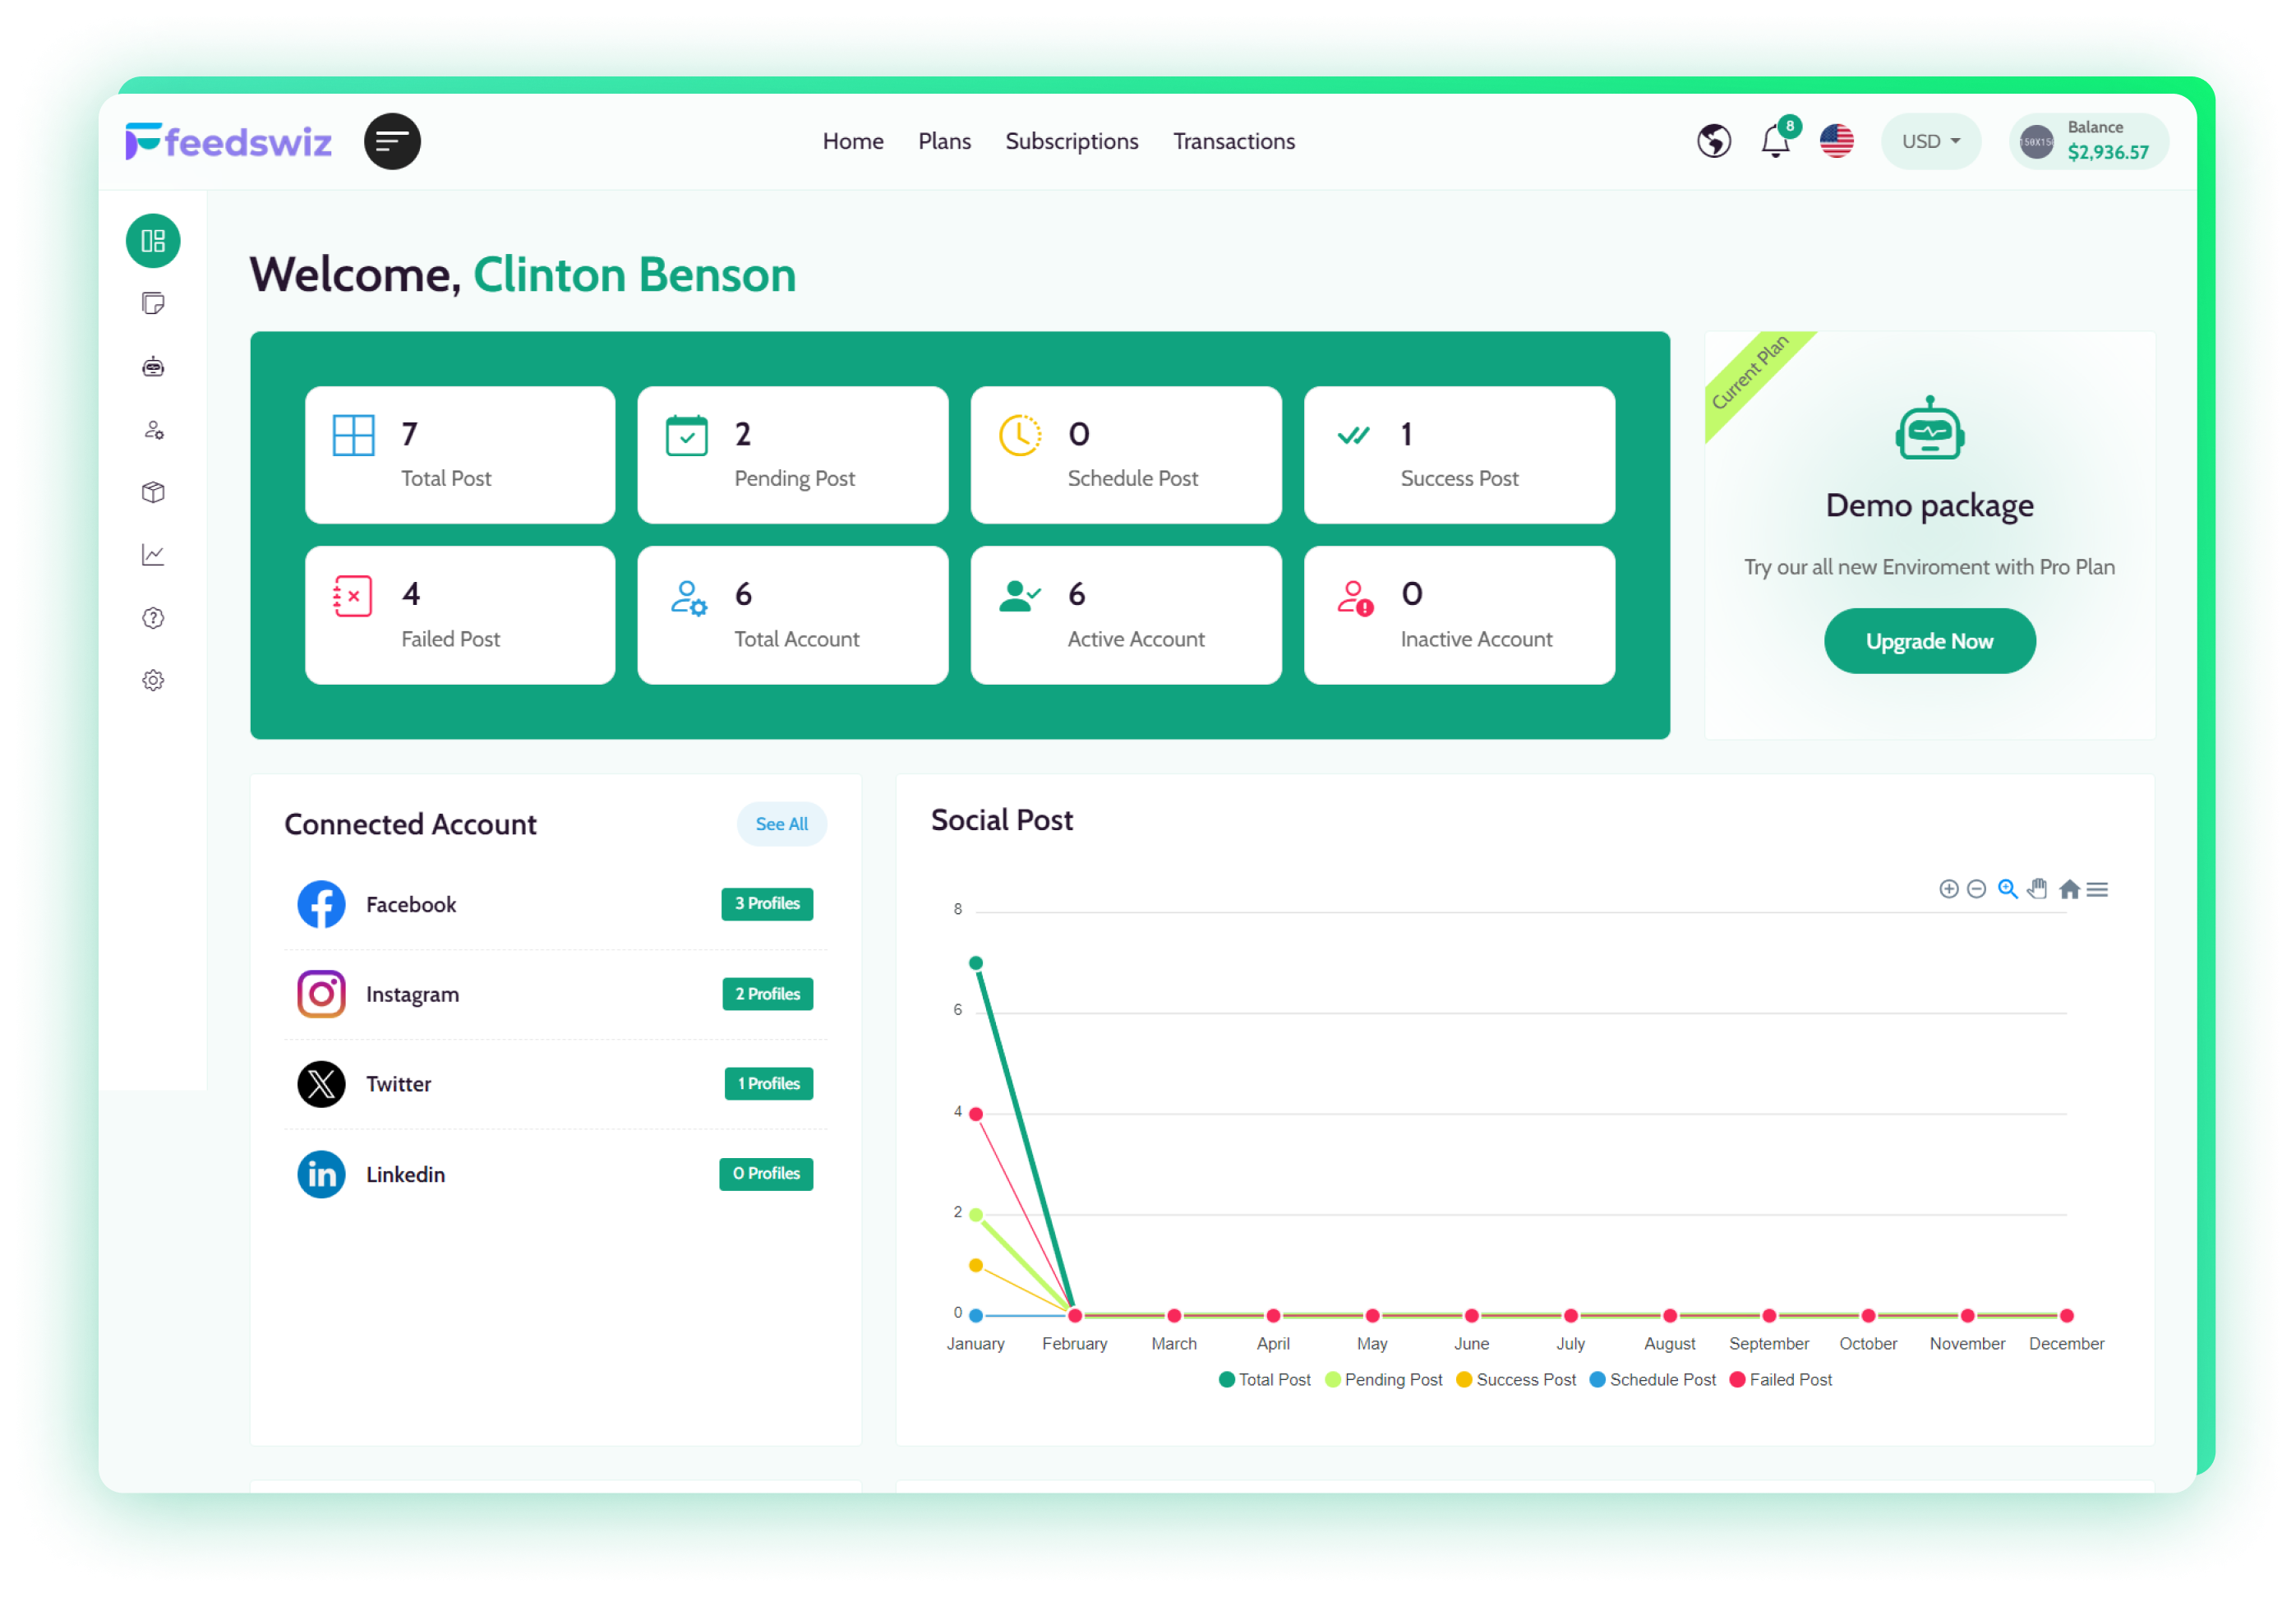 feedswiz
Home Plans Subscriptions Transactions
8
USD
150X150
Balance
$2,936.57
Welcome, Clinton Benson
7
Total Post
2
Pending Post
0
Schedule Post
1
Success Post
4
Failed Post
6
Total Account
6
Active Account
0
Inactive Account
Current Plan
Demo package
Try our all new Enviroment with Pro Plan
Upgrade Now
Connected Account
See All
Facebook 3 Profiles
Instagram 2 Profiles
Twitter 1 Profiles
Linkedin 0 Profiles
Social Post
8
6
4
2
0
January February March April May June July August September October November December
Total Post Pending Post Success Post Schedule Post Failed Post